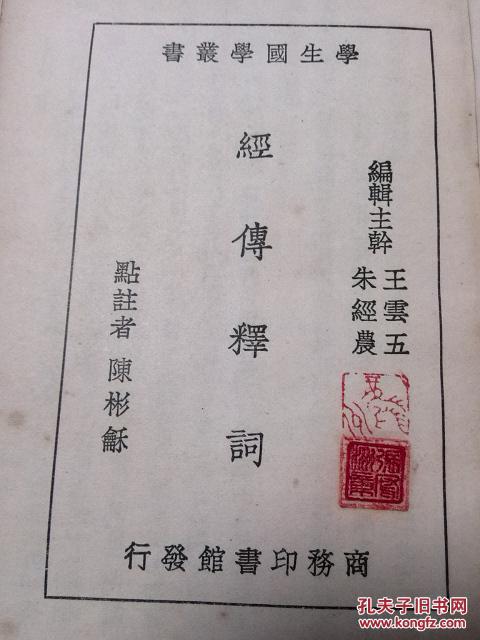 學生國學叢書
編輯主幹
王雲五
朱經農
經傳釋詞
點註者 陳彬龢
商務印書館發行
孔夫子旧书网
www.kongfz.com